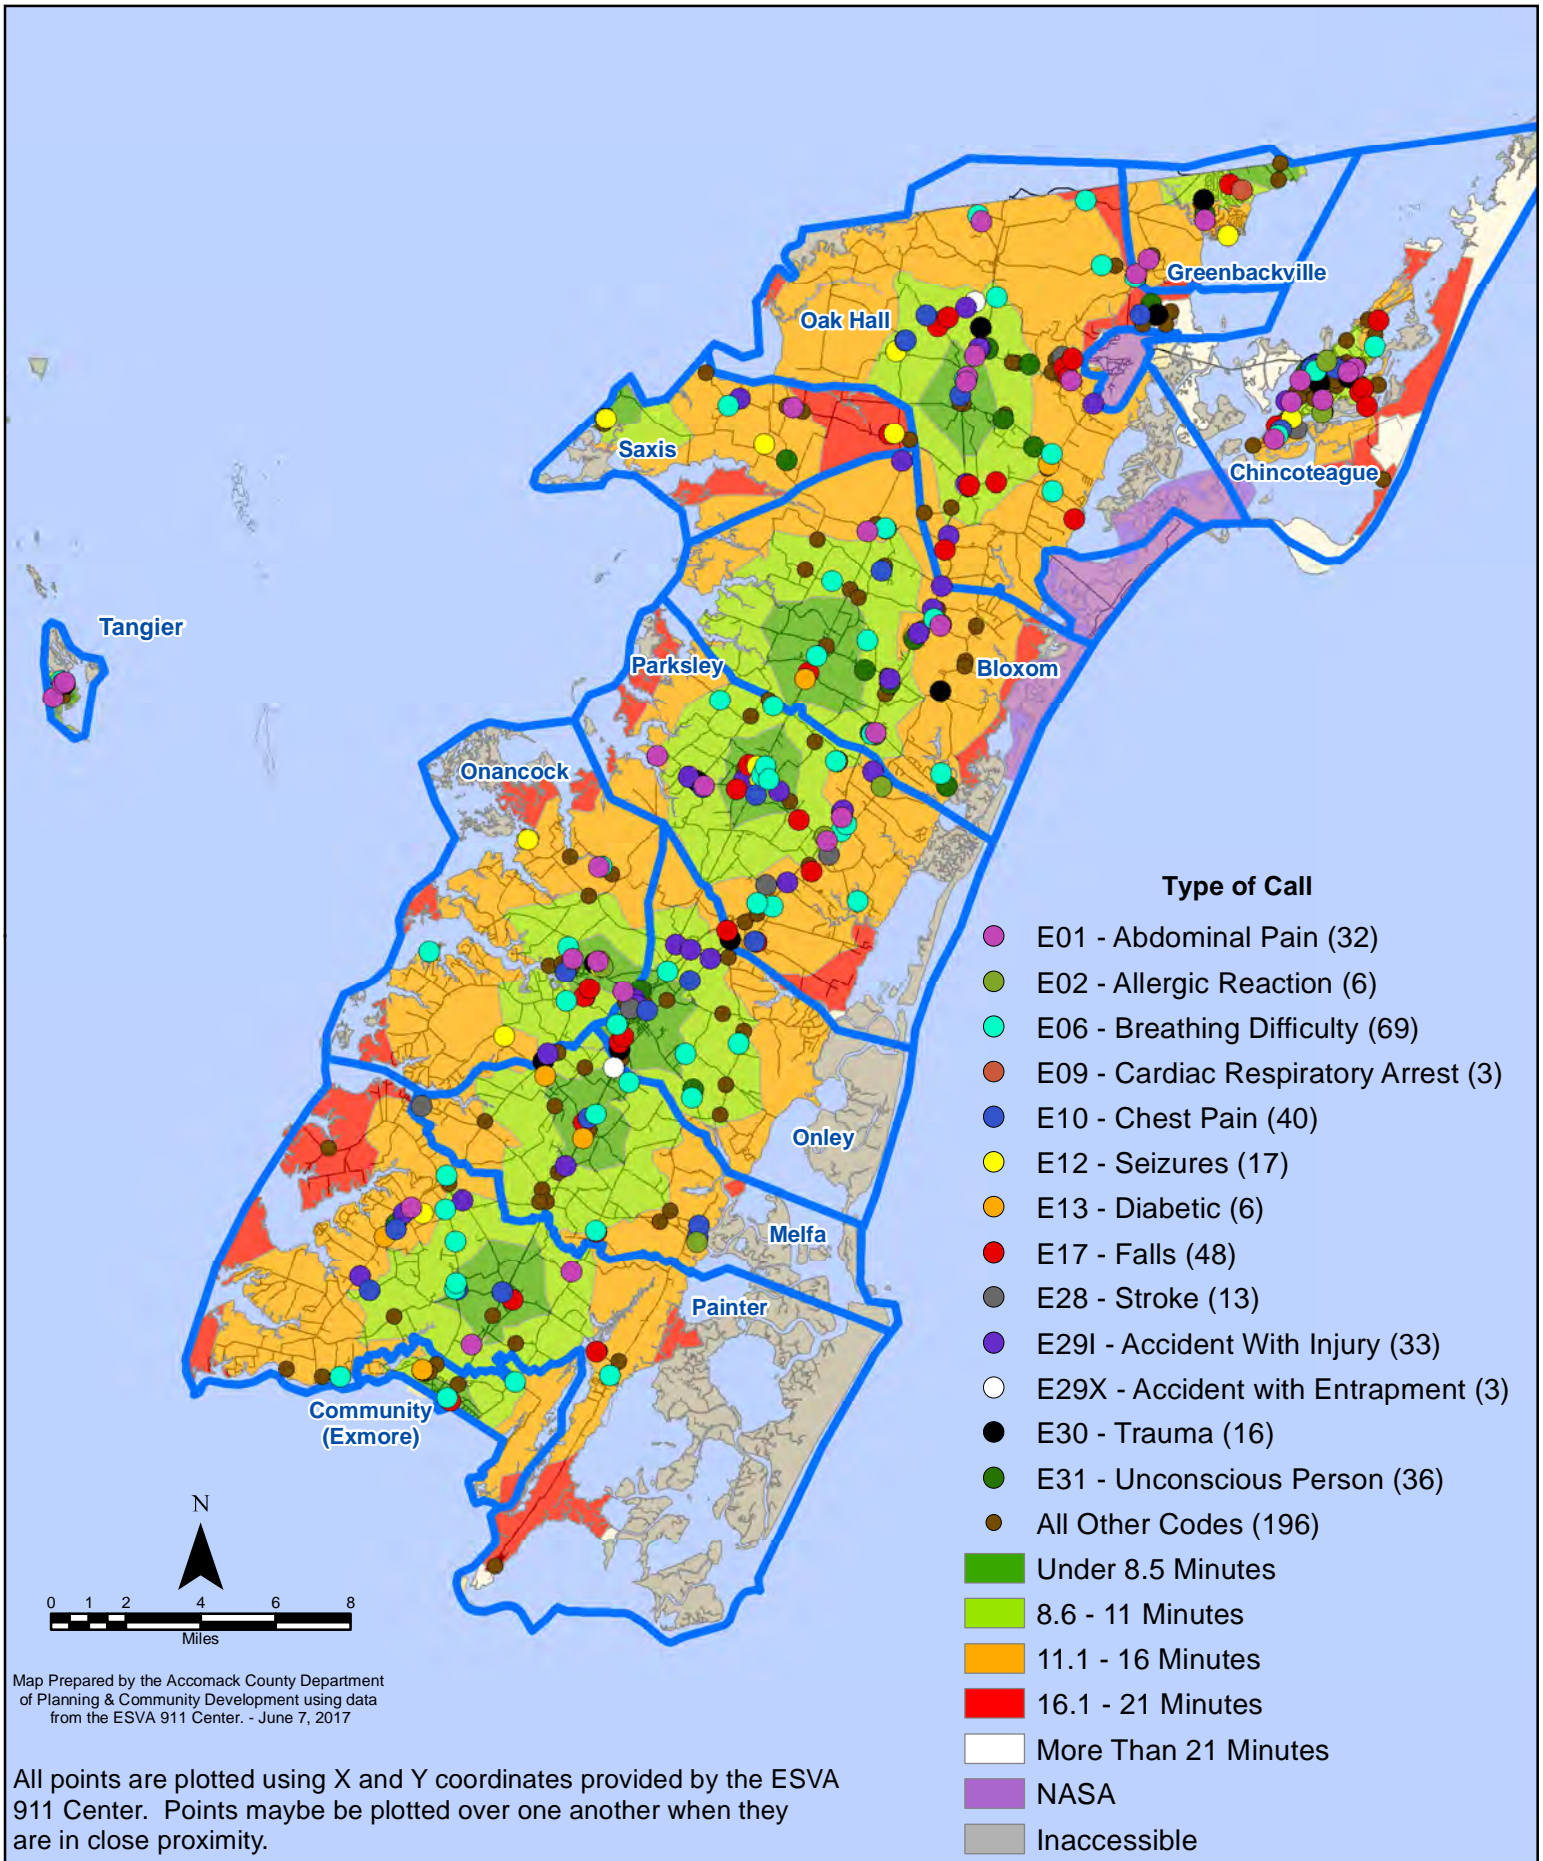 Greenbackville
Oak Hall
Saxis
Chincoteague
Tangier
Parksley
Bloxom
Onancock
Type of Call
E01 - Abdominal Pain (32)
E02 - Allergic Reaction (6)
E06 - Breathing Difficulty (69)
E09 - Cardiac Respiratory Arrest (3)
E10 - Chest Pain (40)
Onley
E12 - Seizures (17)
E13 - Diabetic (6)
Melfa
E17 - Falls (48)
E28 - Stroke (13)
Painter
E29I - Accident With Injury (33)
E29X - Accident with Entrapment (3)
Community
(Exmore)
E30 - Trauma (16)
E31 - Unconscious Person (36)
All Other Codes (196)
Under 8.5 Minutes
8.6 - 11 Minutes
11.1 - 16 Minutes
16.1 - 21 Minutes
More Than 21 Minutes
NASA
Inaccessible
N
0 1 2 4 6 8
Miles
Map Prepared by the Accomack County Department
of Planning & Community Development using data
from the ESVA 911 Center. - June 7, 2017
All points are plotted using X and Y coordinates provided by the ESVA
911 Center. Points maybe be plotted over one another when they
are in close proximity.